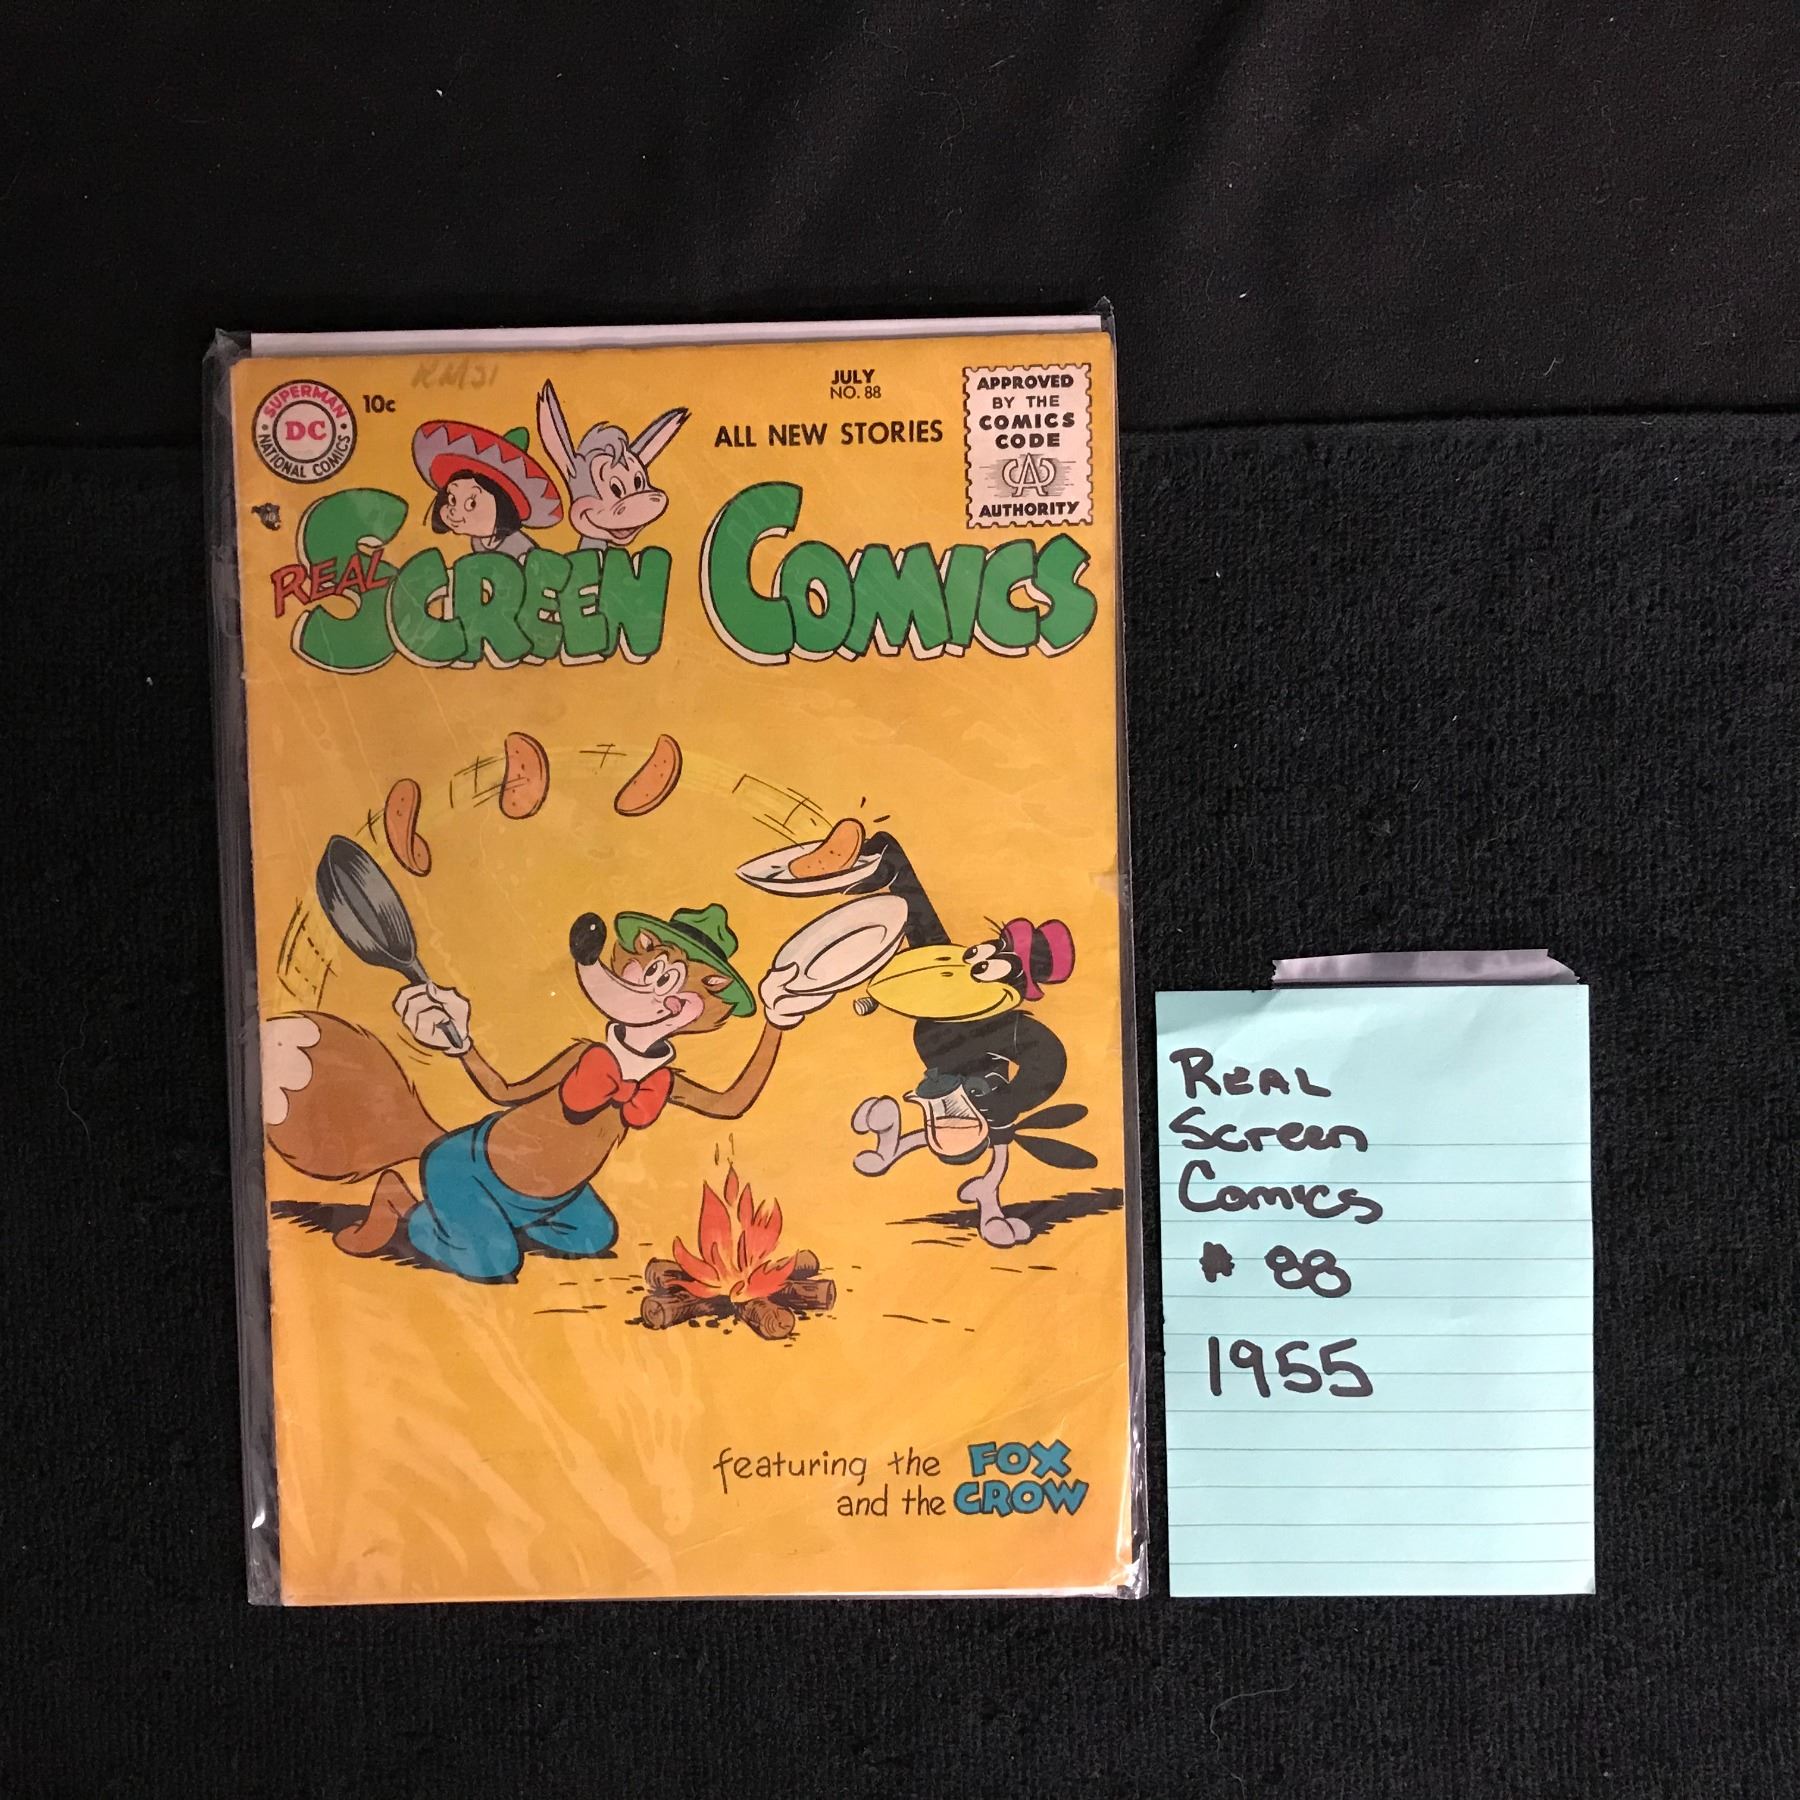 KM31
SUPERMAN
DC
NATIONAL COMICS
10c
JULY
NO. 88
ALL NEW STORIES
APPROVED
BY THE
COMICS
CODE
AUTHORITY
REAL SCREEN COMICS
featuring the FOX
and the CROW
REAL
Screen
Comics
# 88
1955